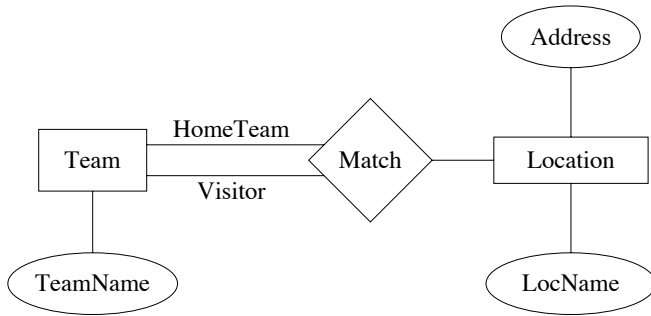 Address
HomeTeam
Team
Match
Location
Visitor
TeamName
LocName